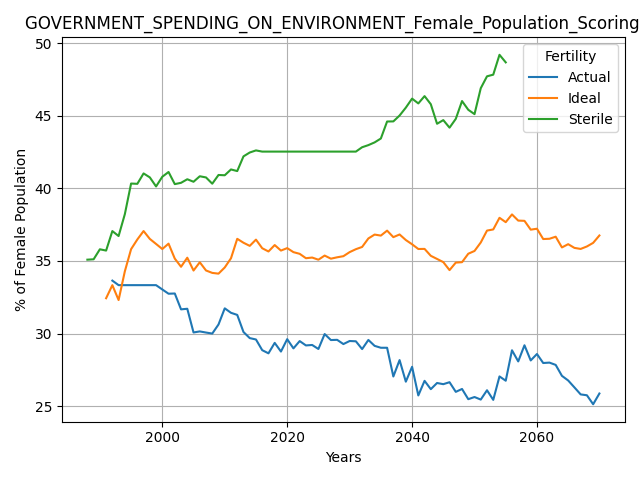 GOVERNMENT_SPENDING_ON_ENVIRONMENT_Female_Population_Scoring
50
45
40
35
30
25
% of Female Population
Fertility
Actual
Ideal
Sterile
2000 2020 2040 2060
Years